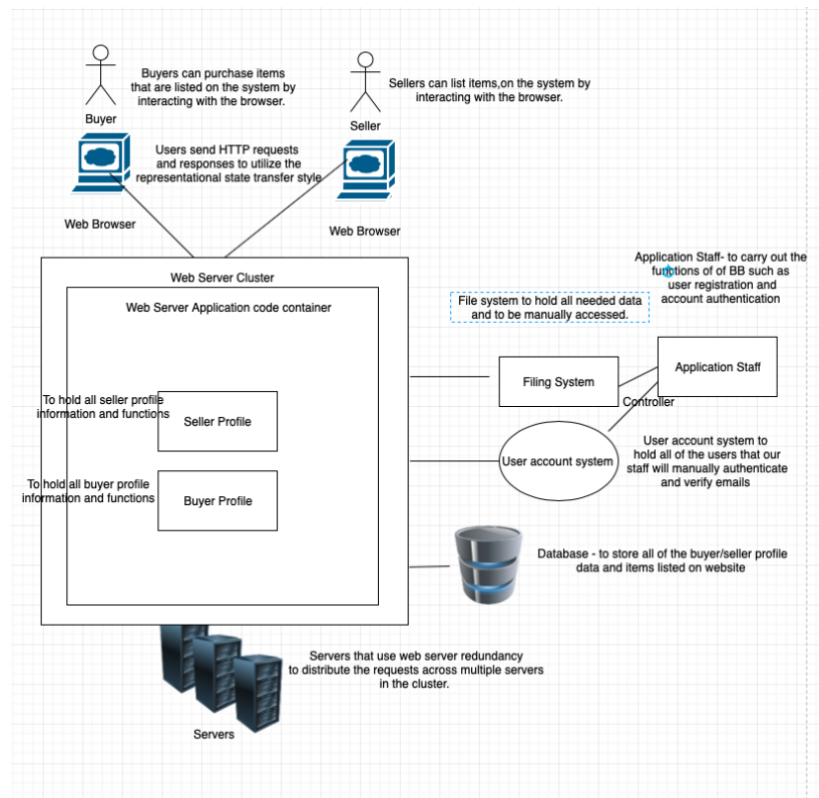 Buyers can purchase items
that are listed on the system by
interacting with the browser.
Buyer
Sellers can list items,on the system by
interacting with the browser.
Seller
Users send HTTP requests
and responses to utilize the
representational state transfer style
Web Browser
Web Browser
Web Server Cluster
Web Server Application code container
Application Staff- to carry out the
functions of of BB such as
user registration and
account authentication
File system to hold all needed data
and to be manually accessed.
Filing System
Application Staff
Controller
To hold all seller profile
information and functions
Seller Profile
User account system
User account system to
hold all of the users that our
staff will manually authenticate
and verify emails
To hold all buyer profile
information and functions
Buyer Profile
Database - to store all of the buyer/seller profile
data and items listed on website
Servers that use web server redundancy
to distribute the requests across multiple servers
in the cluster.
Servers